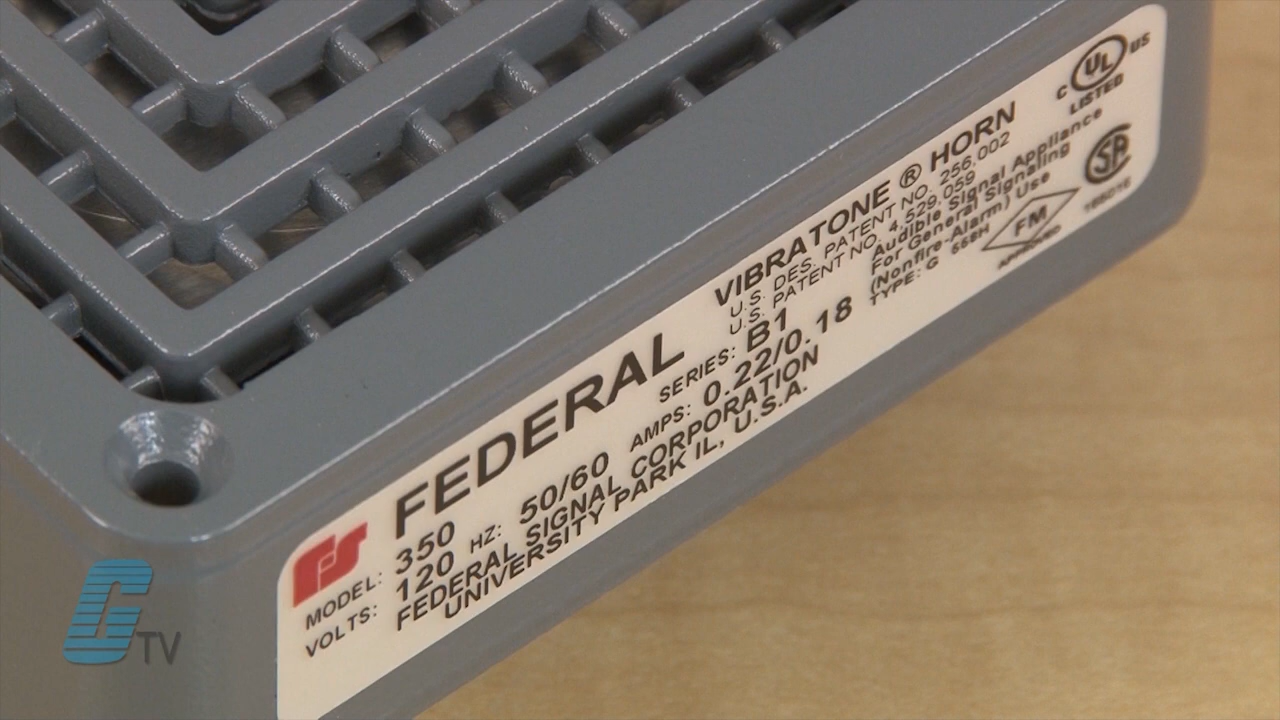 FEDERAL
MODEL: 350 SERIES: B1
VOLTS: 120 HZ: 50/60 AMPS: 0.22/0.18
FEDERAL SIGNAL CORPORATION
UNIVERSITY PARK IL, U.S.A.
VIBRATONE ® HORN
U.S. DES. PATENT NO. 256,002
U.S. PATENT NO. 4,529,059
Audible Signal Appliance
For General Signaling
(Nonfire-Alarm) Use
TYPE: G 558H
C UL US
LISTED
SA
FM
APPROVED
G
TV